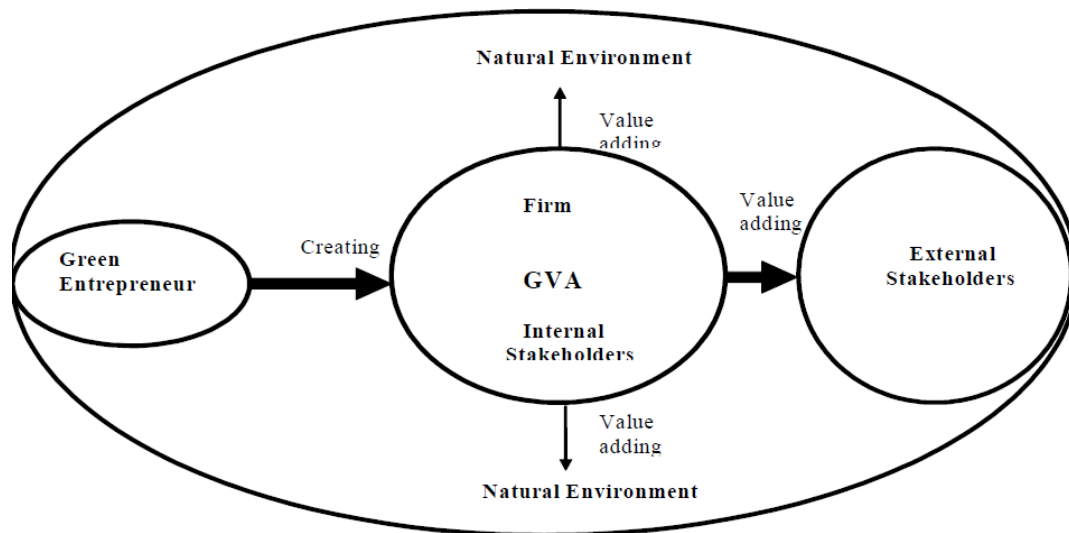 Natural Environment
Value
adding
Firm
Value
adding
Green
Entrepreneur
Creating
GVA
External
Stakeholders
Internal
Stakeholders
Value
adding
Natural Environment